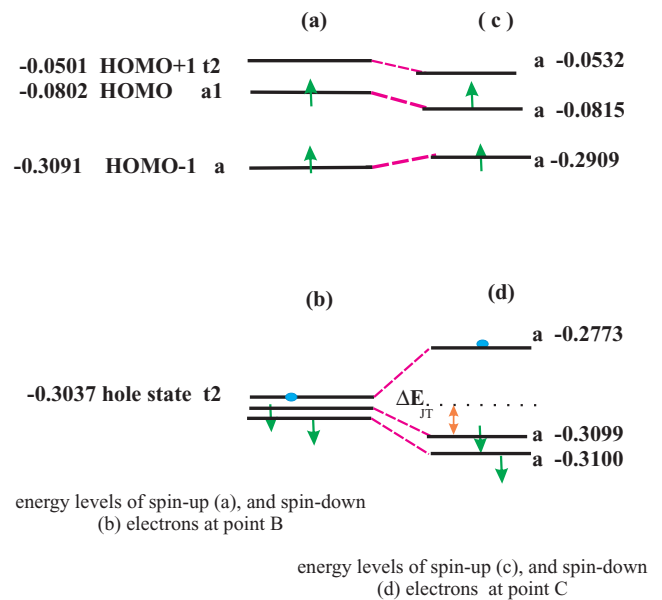 (a) (c)
-0.0501 HOMO+1 t2 a -0.0532
-0.0802 HOMO a1 a -0.0815
-0.3091 HOMO-1 a a -0.2909
(b) (d)
a -0.2773
-0.3037 hole state t2 ΔE JT
a -0.3099
a -0.3100
energy levels of spin-up (a), and spin-down
(b) electrons at point B
energy levels of spin-up (c), and spin-down
(d) electrons at point C